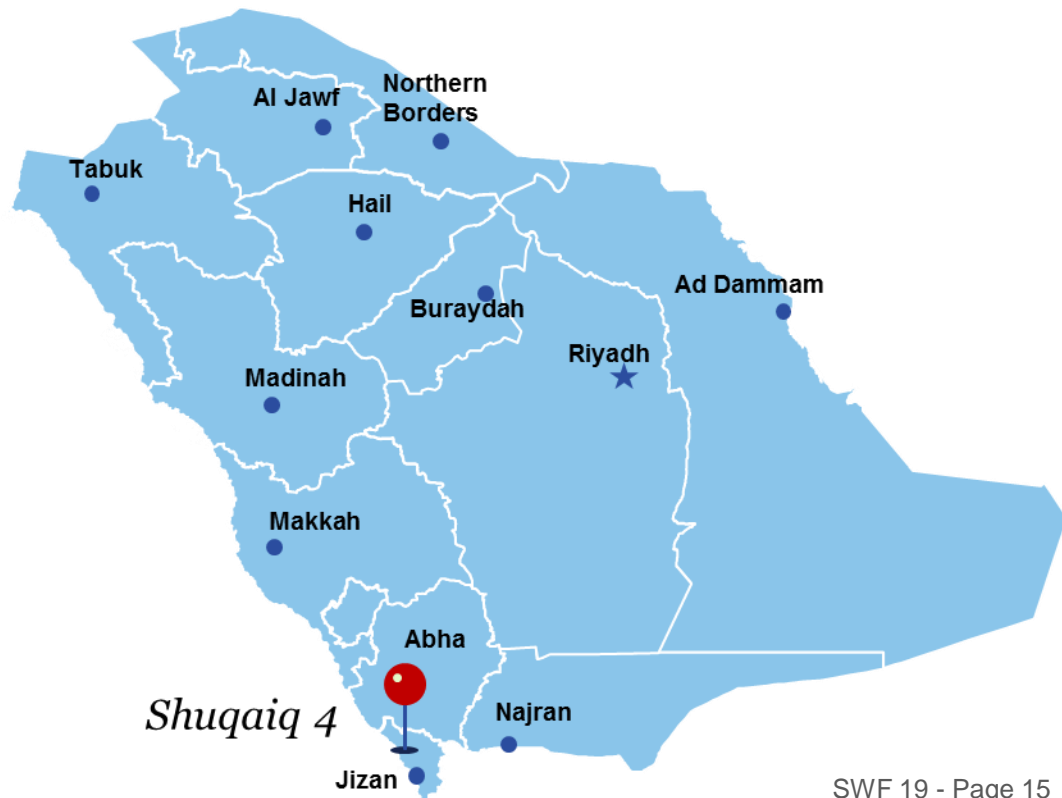 Northern
Borders
Al Jawf
Tabuk
Hail
Ad Dammam
Buraydah
Riyadh
Madinah
Makkah
Abha
Shuqaiq 4
Najran
Jizan
SWF 19 - Page 15